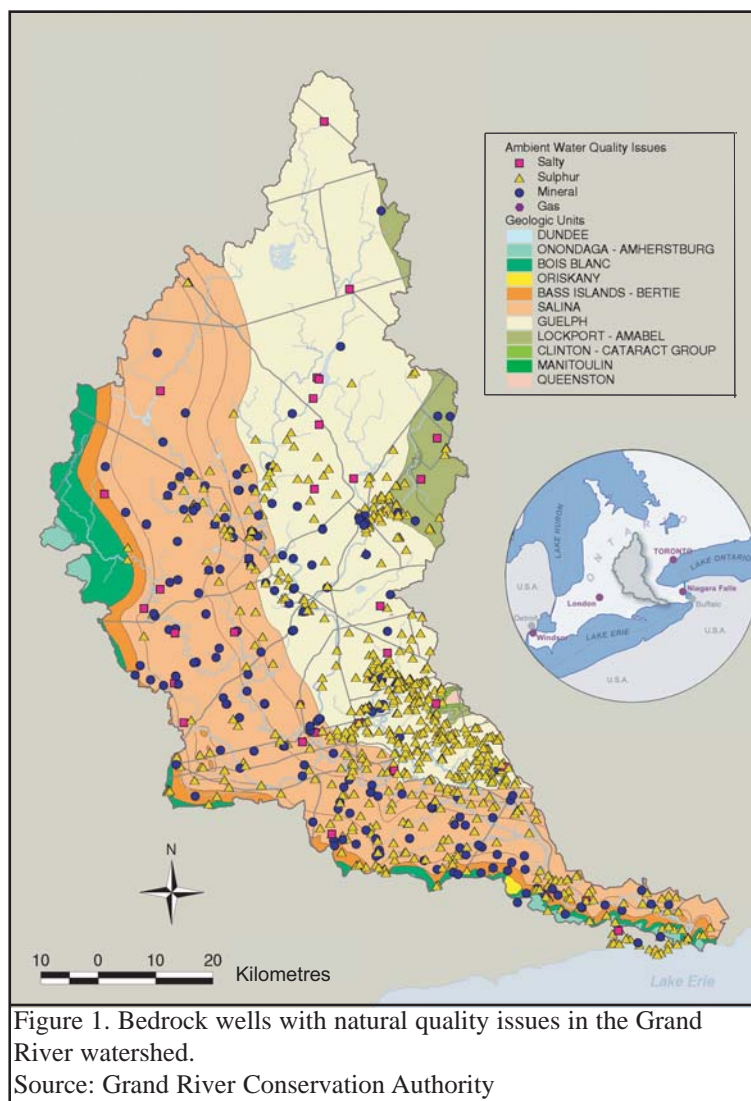 Ambient Water Quality Issues
Salty
Sulphur
Mineral
Gas
Geologic Units
DUNDEE
ONONDAGA - AMHERSTBURG
BOIS BLANC
ORISKANY
BASS ISLANDS - BERTIE
SALINA
GUELPH
LOCKPORT - AMABEL
CLINTON - CATARACT GROUP
MANITOULIN
QUEENSTON
LAKE HURON
ONTARIO
TORONTO
LAKE ONTARIO
Niagara Falls
Buffalo
London
U.S.A.
Detroit
Windsor
LAKE ERIE
U.S.A.
U.S.A.
N
10 0 10 20
Kilometres
Lake Erie
Figure 1. Bedrock wells with natural quality issues in the Grand
River watershed.
Source: Grand River Conservation Authority